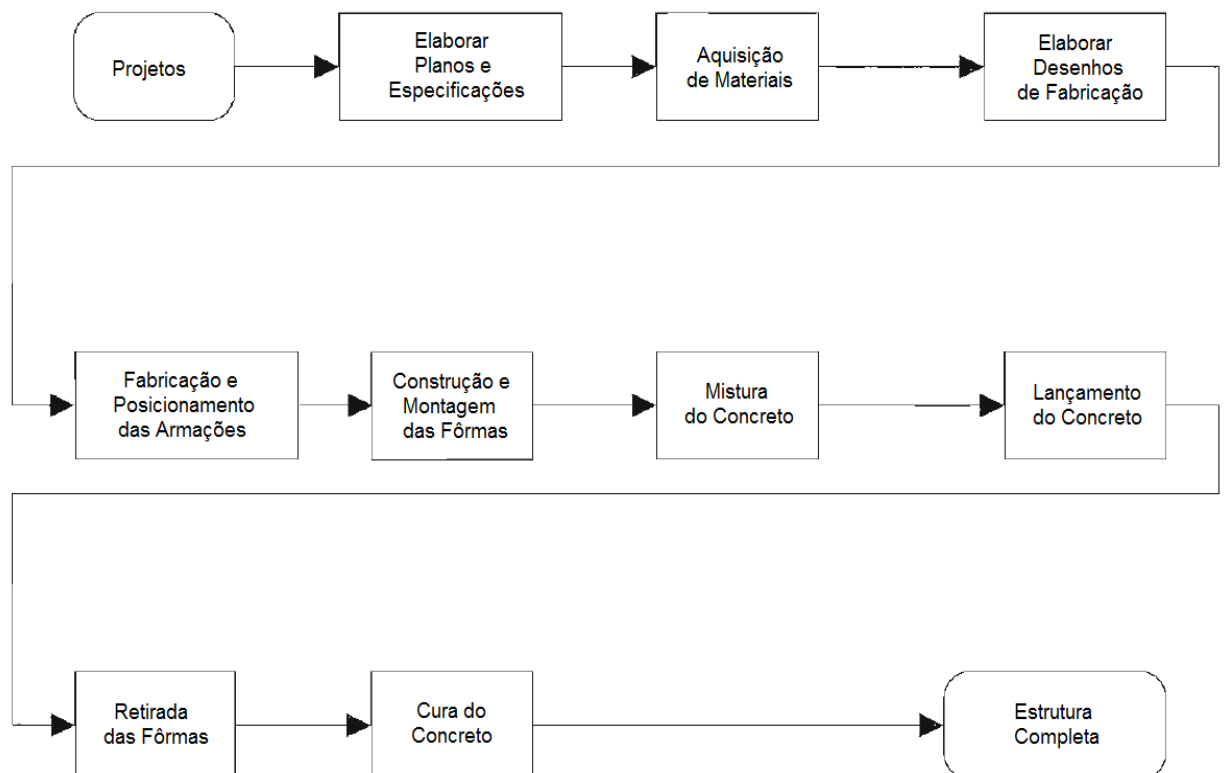 Projetos
Elaborar
Planos e
Especificações
Aquisição
de Materiais
Elaborar
Desenhos
de Fabricação
Fabricação e
Posicionamento
das Armações
Construção e
Montagem
das Fôrmas
Mistura
do Concreto
Lançamento
do Concreto
Retirada
das Fôrmas
Cura do
Concreto
Estrutura
Completa